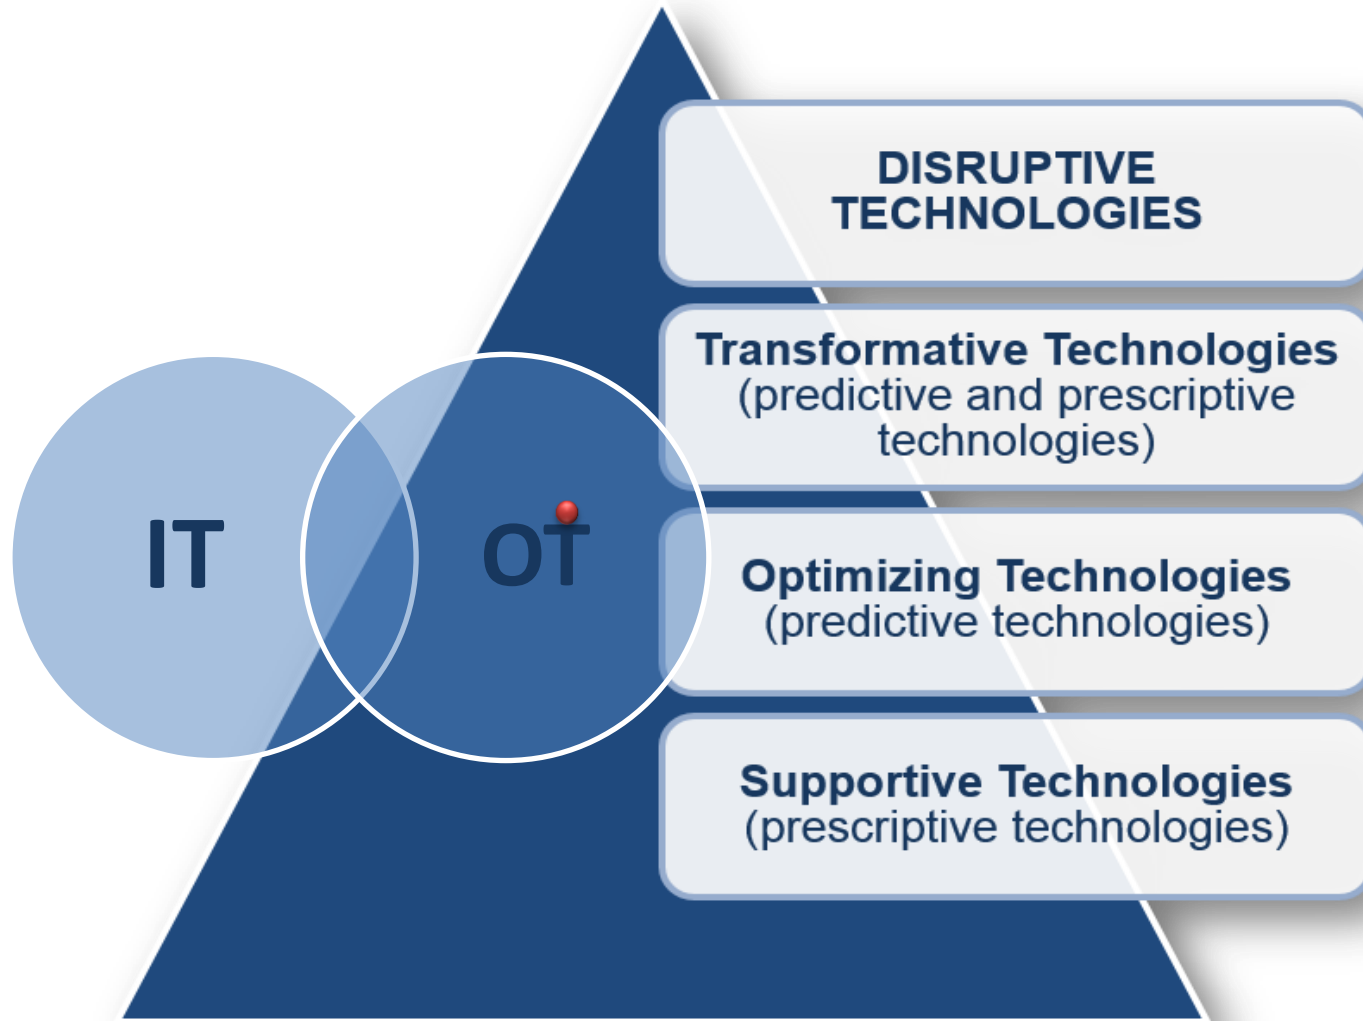 DISRUPTIVE
TECHNOLOGIES
Transformative Technologies
(predictive and prescriptive
technologies)
IT
OT
Optimizing Technologies
(predictive technologies)
Supportive Technologies
(prescriptive technologies)